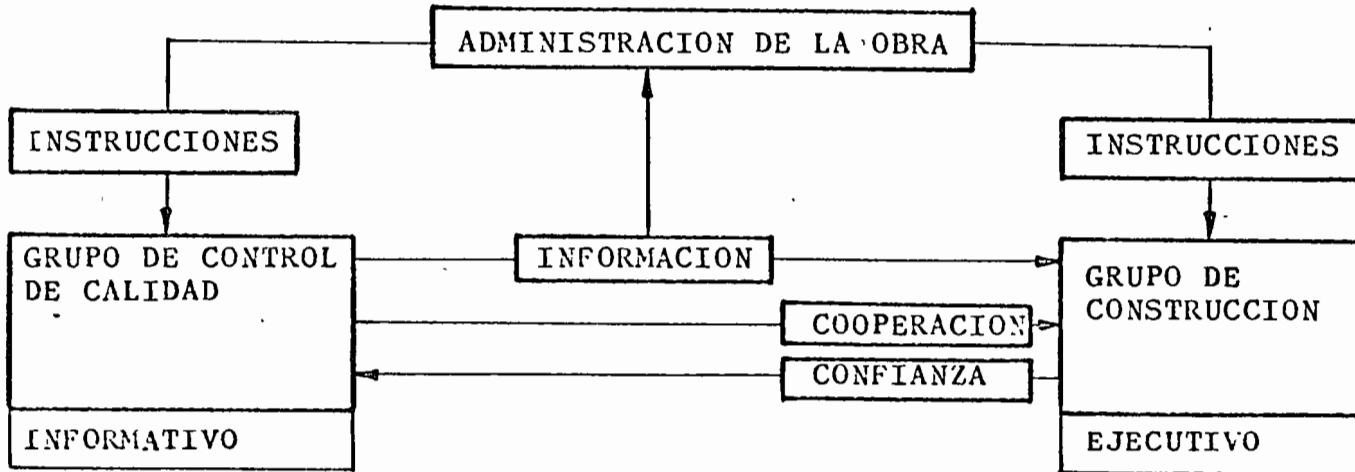 ADMINISTRACION DE LA OBRA
INSTRUCCIONES
INSTRUCCIONES
GRUPO DE CONTROL
DE CALIDAD
INFORMACION
GRUPO DE
CONSTRUCCION
COOPERACION
CONFIANZA
INFORMATIVO
EJECUTIVO